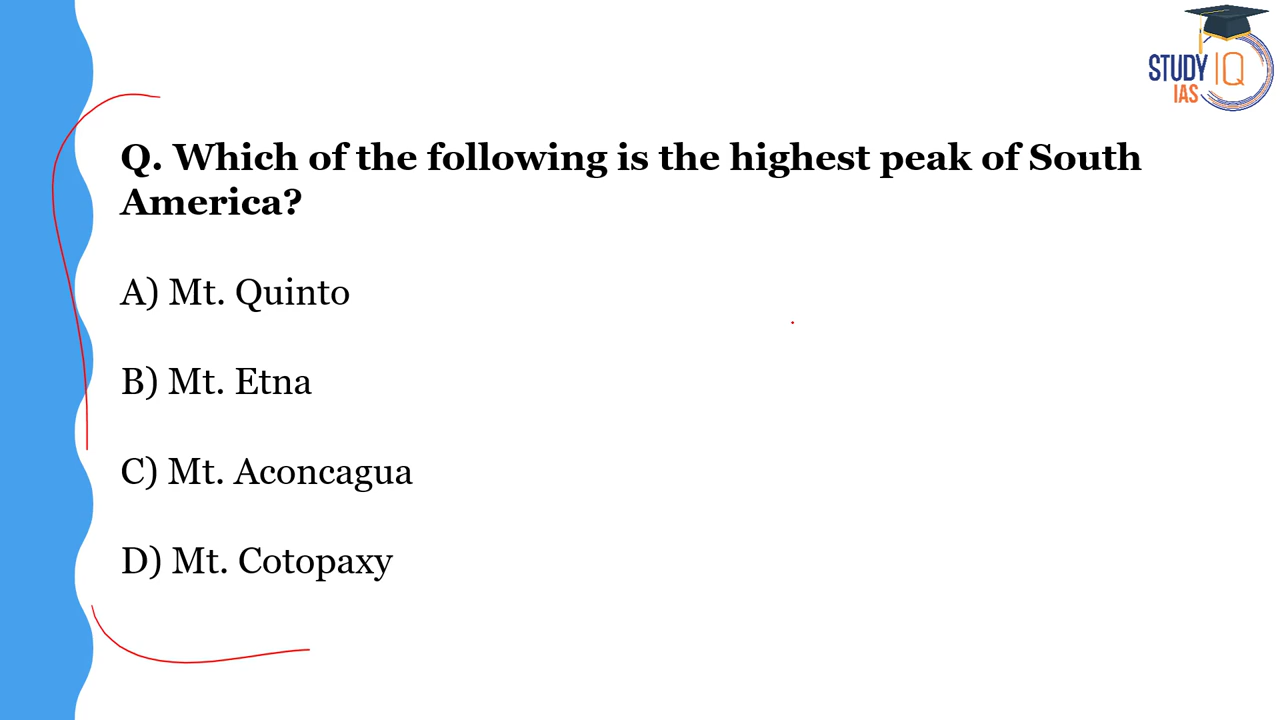 STUDY IQ
IAS
Q. Which of the following is the highest peak of South
America?
A) Mt. Quinto
B) Mt. Etna
C) Mt. Aconcagua
D) Mt. Cotopaxy